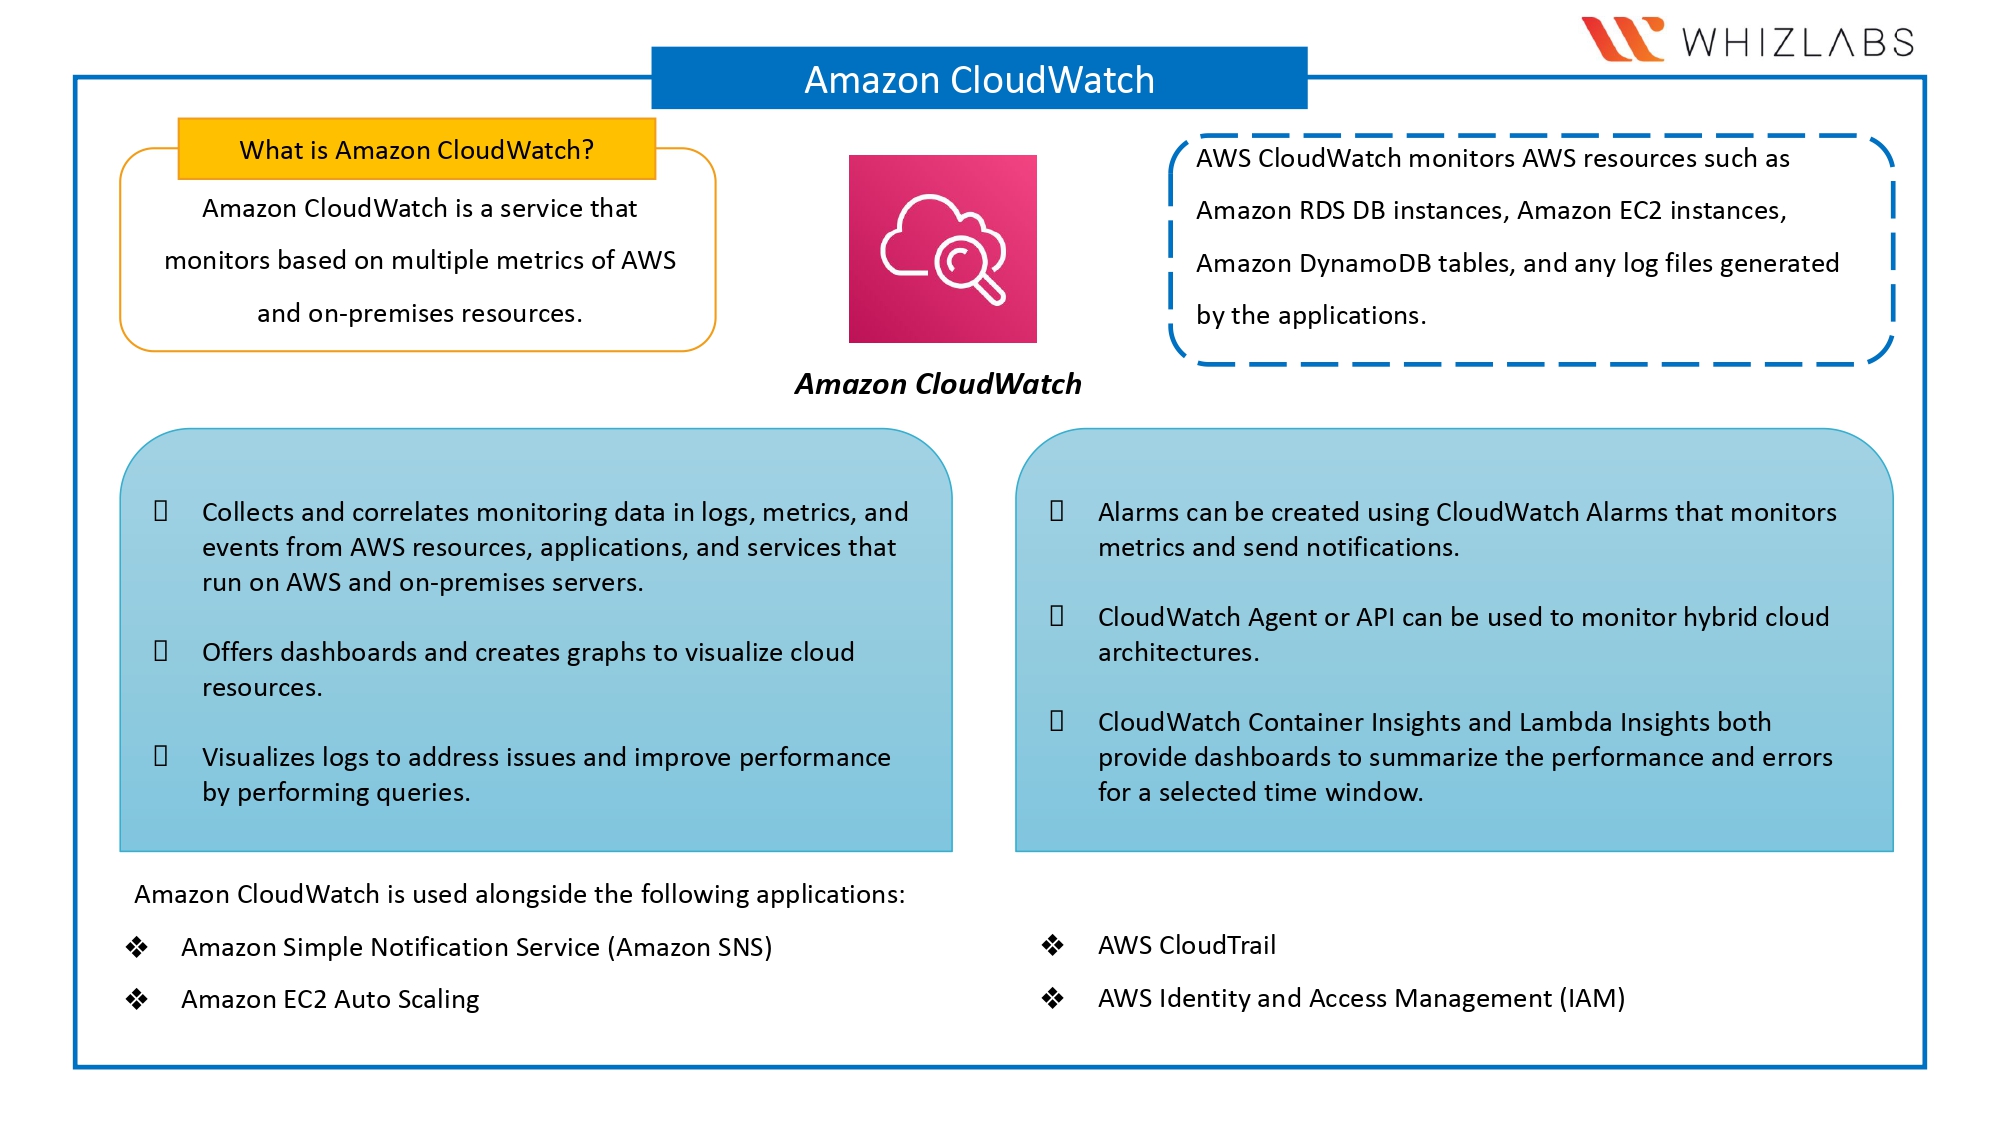 WHIZLABS
Amazon CloudWatch
What is Amazon CloudWatch?
Amazon CloudWatch is a service that
monitors based on multiple metrics of AWS
and on-premises resources.
Amazon CloudWatch
AWS CloudWatch monitors AWS resources such as
Amazon RDS DB instances, Amazon EC2 instances,
Amazon DynamoDB tables, and any log files generated
by the applications.
Collects and correlates monitoring data in logs, metrics, and
events from AWS resources, applications, and services that
run on AWS and on-premises servers.
Offers dashboards and creates graphs to visualize cloud
resources.
Visualizes logs to address issues and improve performance
by performing queries.
Alarms can be created using CloudWatch Alarms that monitors
metrics and send notifications.
CloudWatch Agent or API can be used to monitor hybrid cloud
architectures.
CloudWatch Container Insights and Lambda Insights both
provide dashboards to summarize the performance and errors
for a selected time window.
Amazon CloudWatch is used alongside the following applications:
❖ Amazon Simple Notification Service (Amazon SNS)
❖ Amazon EC2 Auto Scaling
❖ AWS CloudTrail
❖ AWS Identity and Access Management (IAM)